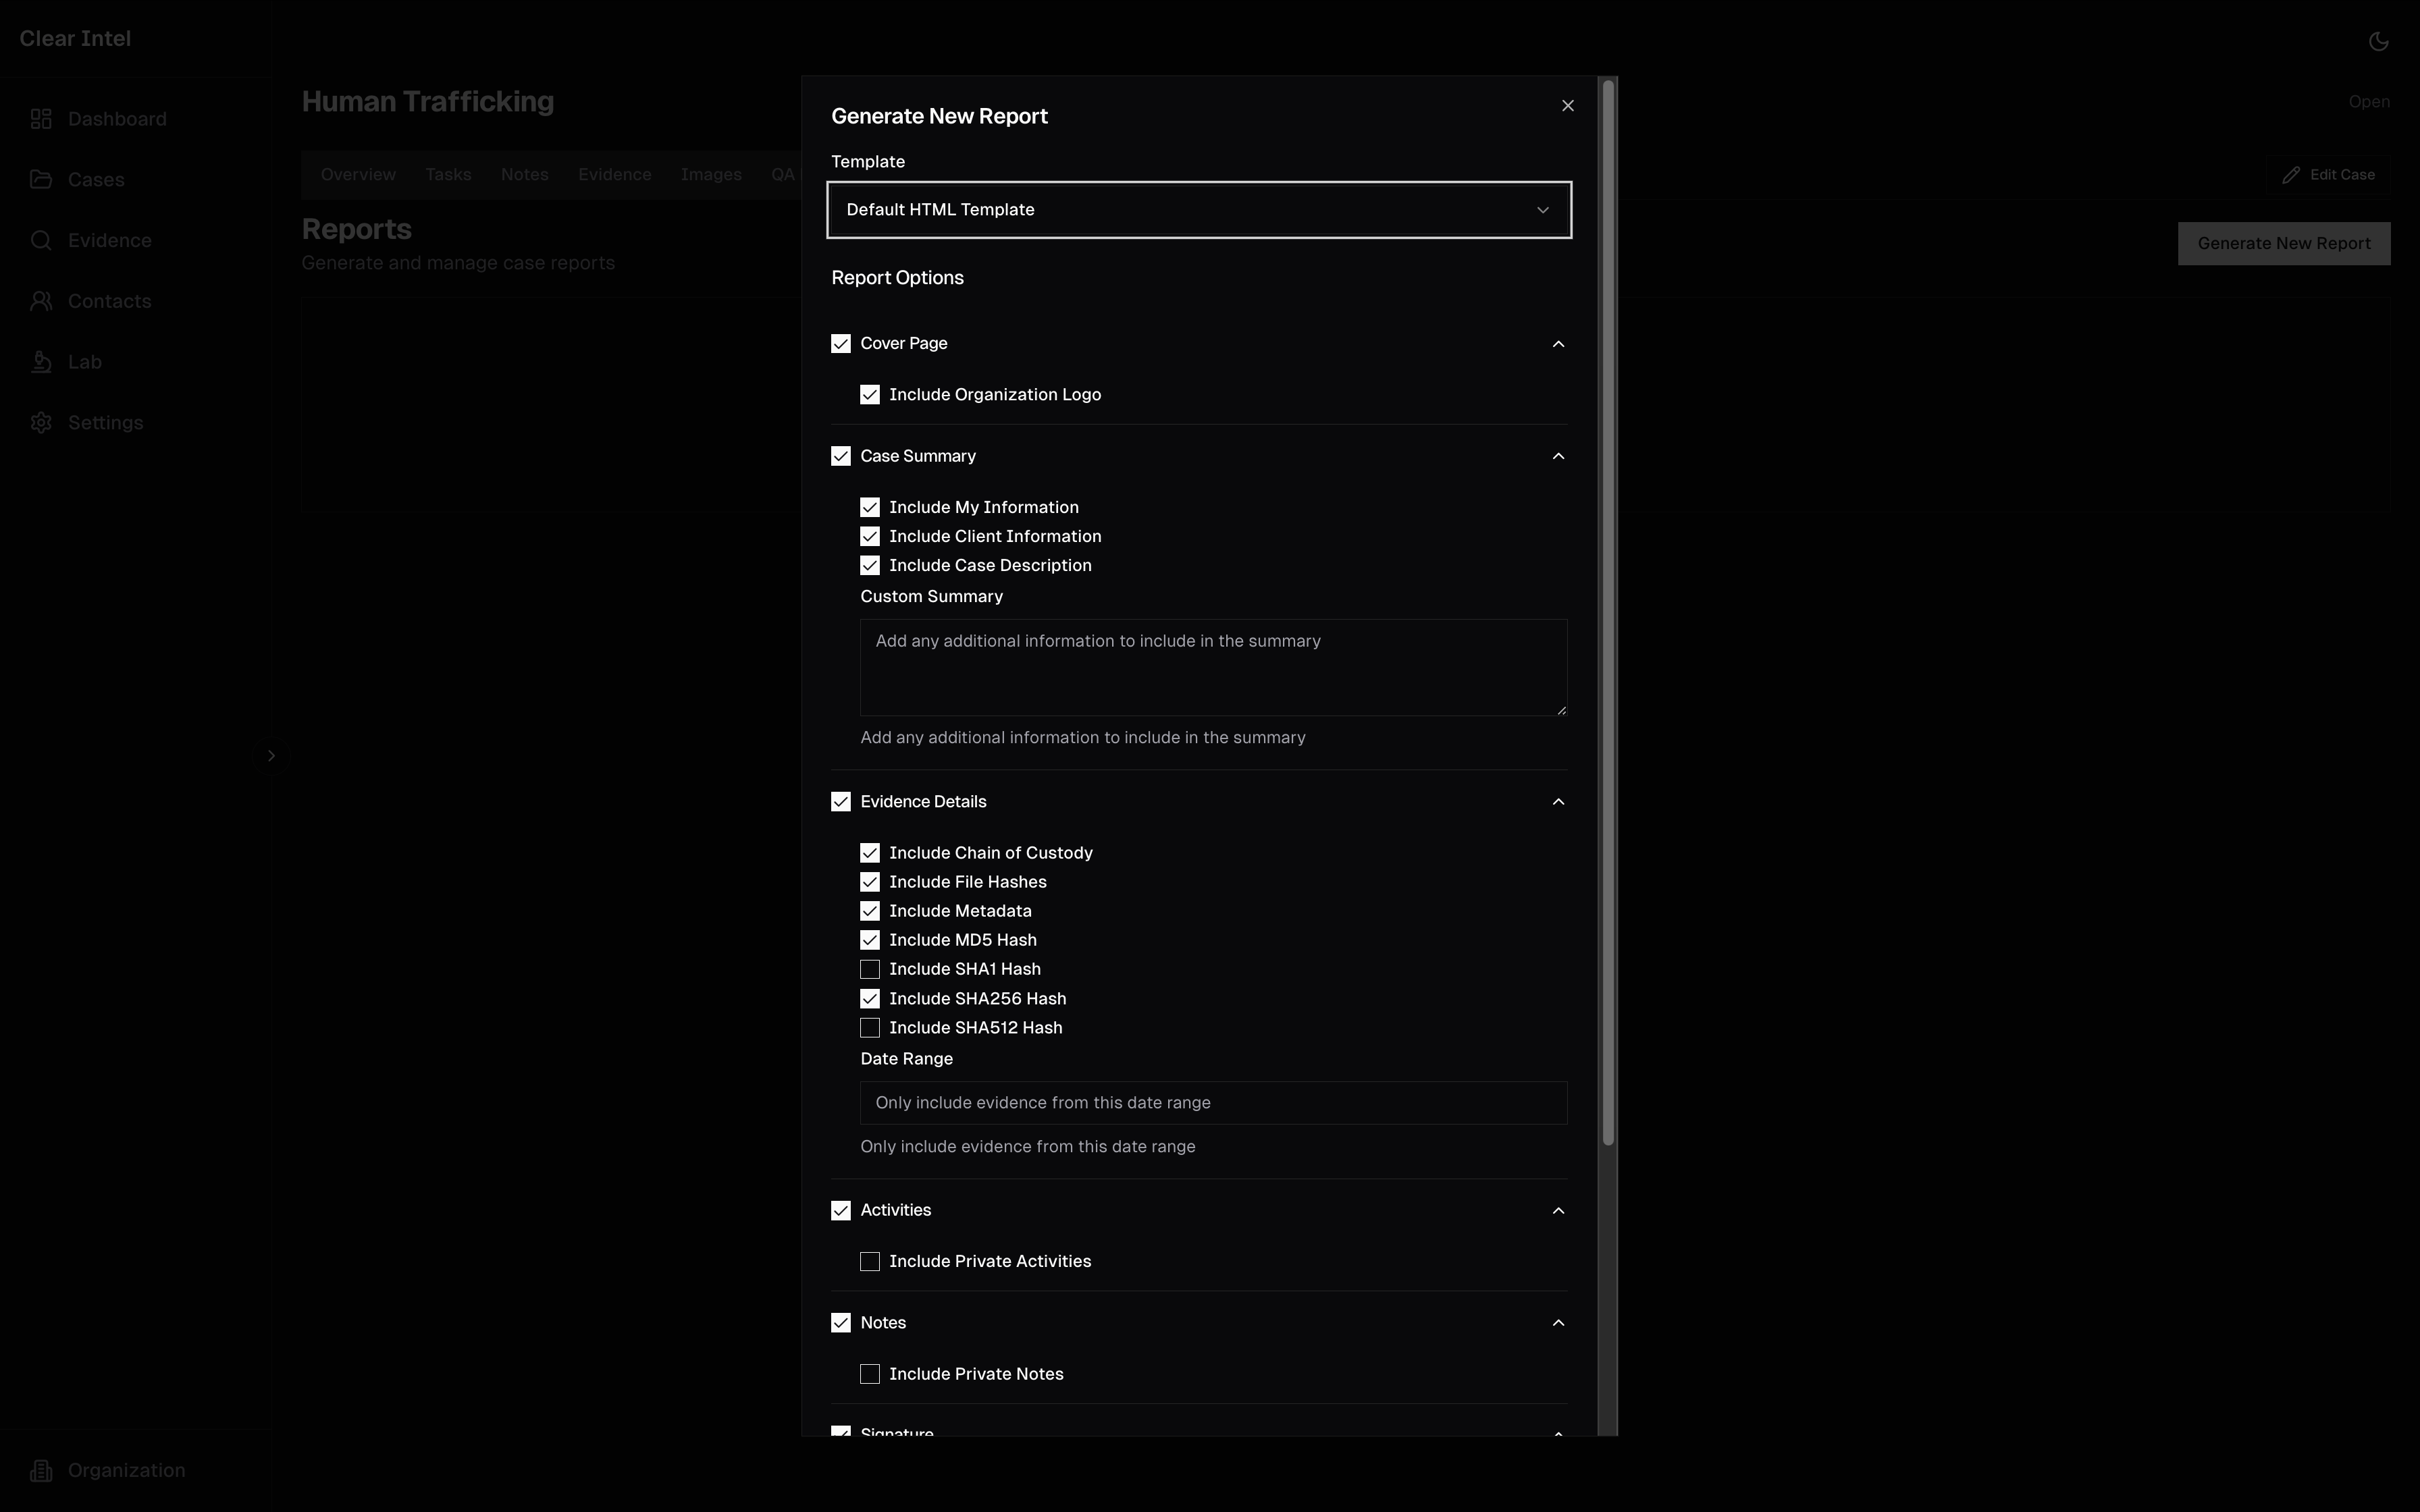 Clear Intel
Dashboard
Cases
Evidence
Contacts
Lab
Settings
Organization
Human Trafficking
Open
Overview Tasks Notes Evidence Images QA
Edit Case
Reports
Generate and manage case reports
Generate New Report
Generate New Report
Template
Default HTML Template
Report Options
Cover Page
Include Organization Logo
Case Summary
Include My Information
Include Client Information
Include Case Description
Custom Summary
Add any additional information to include in the summary
Add any additional information to include in the summary
Evidence Details
Include Chain of Custody
Include File Hashes
Include Metadata
Include MD5 Hash
Include SHA1 Hash
Include SHA256 Hash
Include SHA512 Hash
Date Range
Only include evidence from this date range
Only include evidence from this date range
Activities
Include Private Activities
Notes
Include Private Notes
Signature